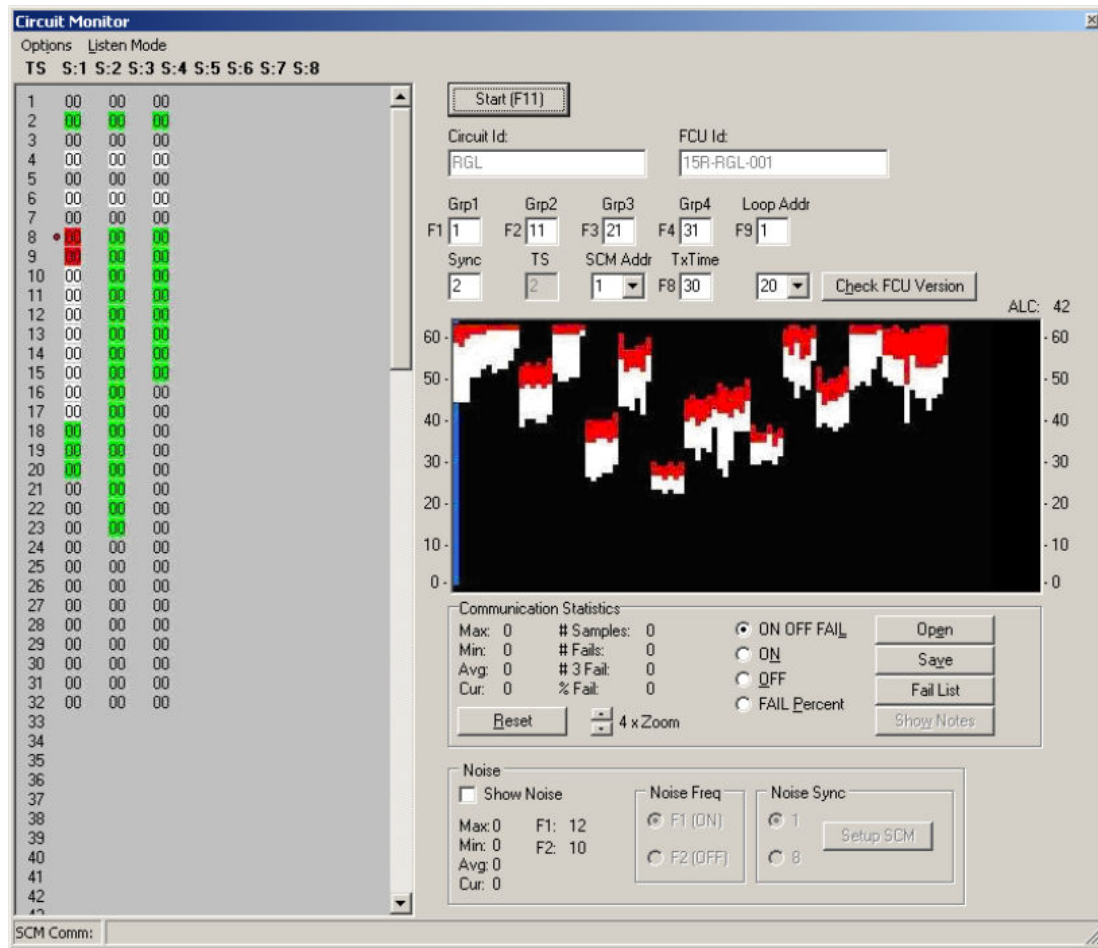 Circuit Monitor
Options Listen Mode
TS S:1 S:2 S:3 S:4 S:5 S:6 S:7 S:8
1 00 00 00
2 00 00 00
3 00 00 00
4 00 00 00
5 00 00 00
6 00 00 00
7 00 00 00
8 00 00 00
9 00 00 00
10 00 00 00
11 00 00 00
12 00 00 00
13 00 00 00
14 00 00 00
15 00 00 00
16 00 00 00
17 00 00 00
18 00 00 00
19 00 00 00
20 00 00 00
21 00 00 00
22 00 00 00
23 00 00 00
24 00 00 00
25 00 00 00
26 00 00 00
27 00 00 00
28 00 00 00
29 00 00 00
30 00 00 00
31 00 00 00
32 00 00 00
33
34
35
36
37
38
39
40
41
42
Start (F11)
Circuit Id: FCU Id:
RGL 15R-RGL-001
Grp1 Grp2 Grp3 Grp4 Loop Addr
F1 1 F2 11 F3 21 F4 31 F9 1
Sync TS SCM Addr TxTime
2 2 1 F8 30 20 Check FCU Version
ALC: 42
60 - - 60
50 - - 50
40 - - 40
30 - - 30
20 - - 20
10 - - 10
0 - - 0
Communication Statistics
Max: 0 # Samples: 0 ON OFF FAIL Open
Min: 0 # Fails: 0 ON Save
Avg: 0 # 3 Fail: 0 OFF Fail List
Cur: 0 % Fail: 0 FAIL Percent Show Notes
Reset 4 x Zoom
Noise
Show Noise Noise Freq Noise Sync
Max: 0 F1: 12 F1 (ON) 1 Setup SCM
Min: 0 F2: 10 F2 (OFF) 8
Avg: 0
Cur: 0
SCM Comm: